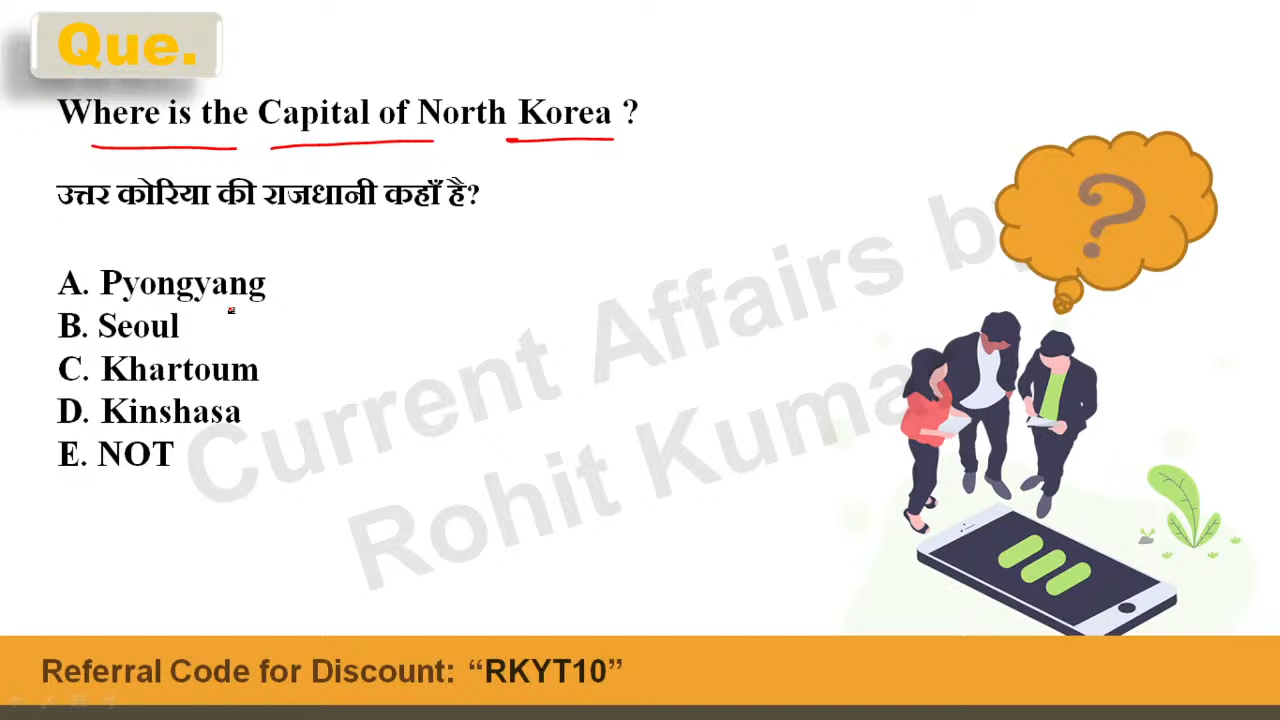 Que.
Where is the Capital of North Korea ?
उत्तर कोरिया की राजधानी कहाँ है?
A. Pyongyang
B. Seoul
C. Khartoum
D. Kinshasa
E. NOT
Current Affairs by
Rohit Kuma
?
Referral Code for Discount: “RKYT10”